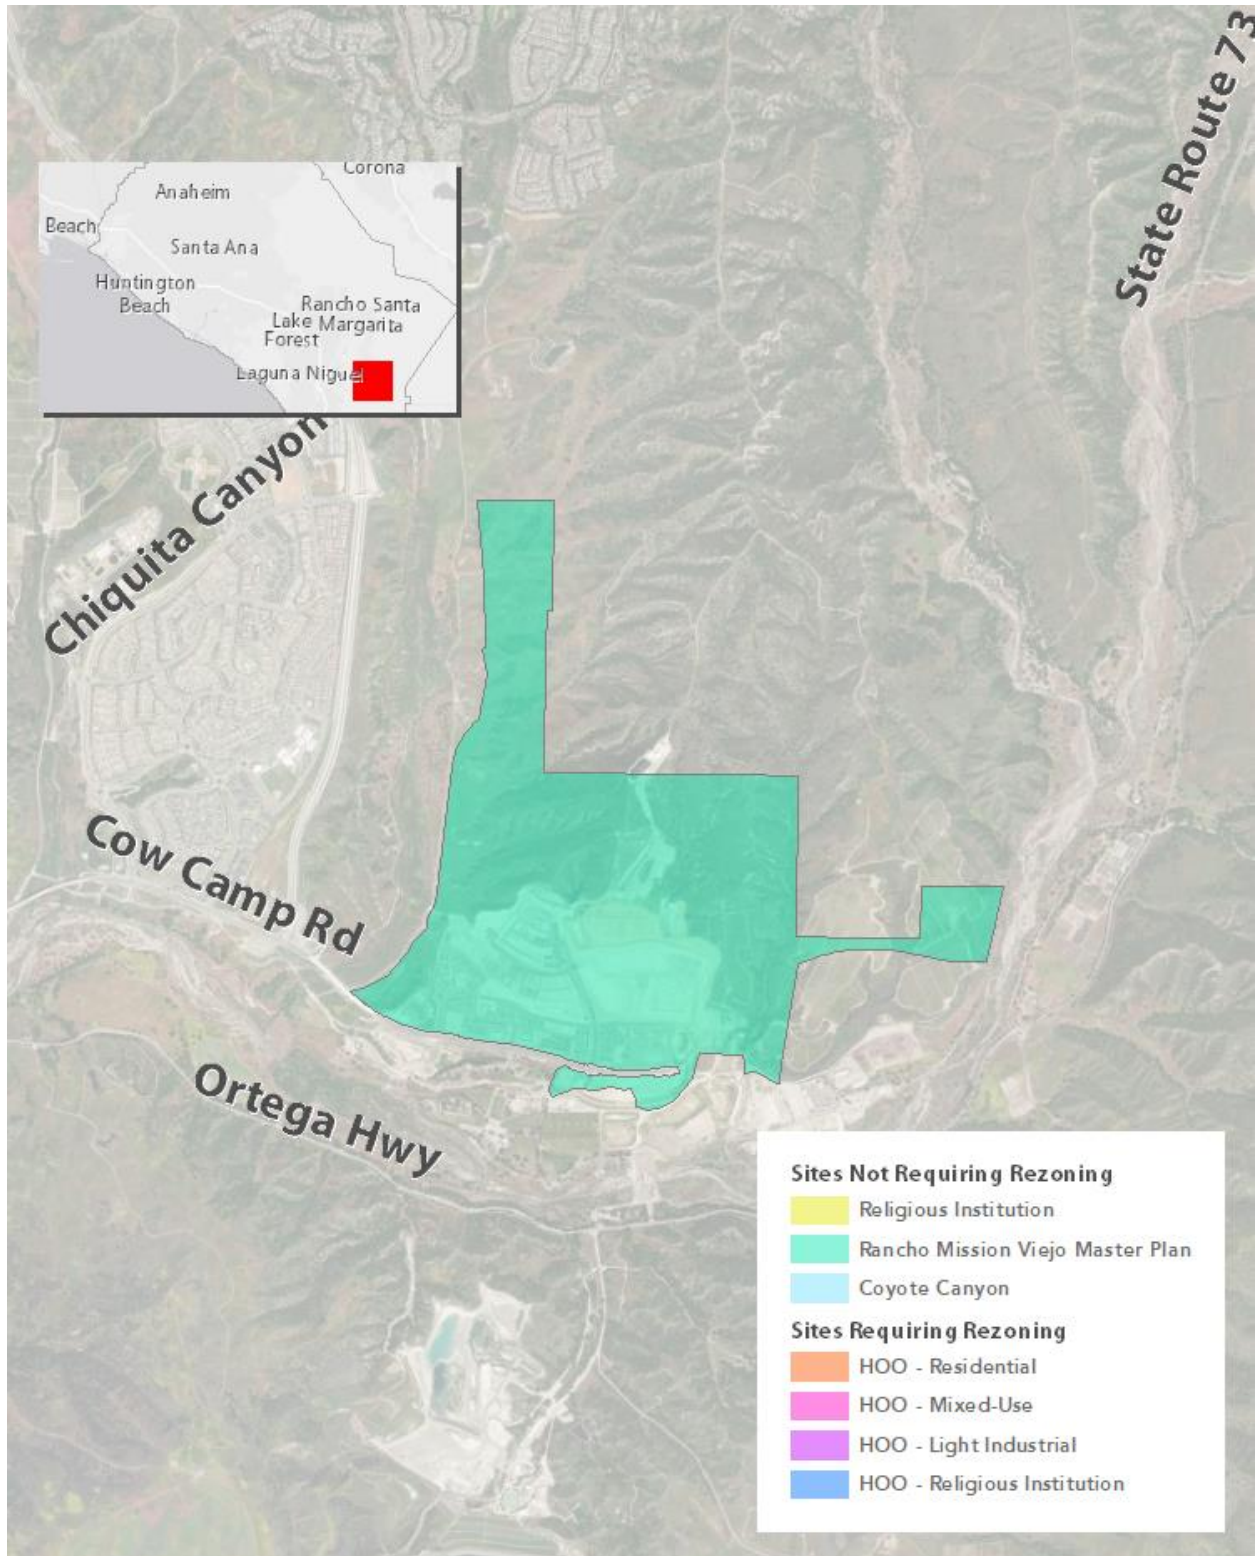 State Route 73
Corona
Anaheim
Beach
Santa Ana
Huntington
Beach
Rancho Santa
Margarita
Lake
Forest
Laguna Niguel
Chiquita Canyon
Cow Camp Rd
Ortega Hwy
Sites Not Requiring Rezoning
Religious Institution
Rancho Mission Viejo Master Plan
Coyote Canyon
Sites Requiring Rezoning
HOO - Residential
HOO - Mixed-Use
HOO - Light Industrial
HOO - Religious Institution